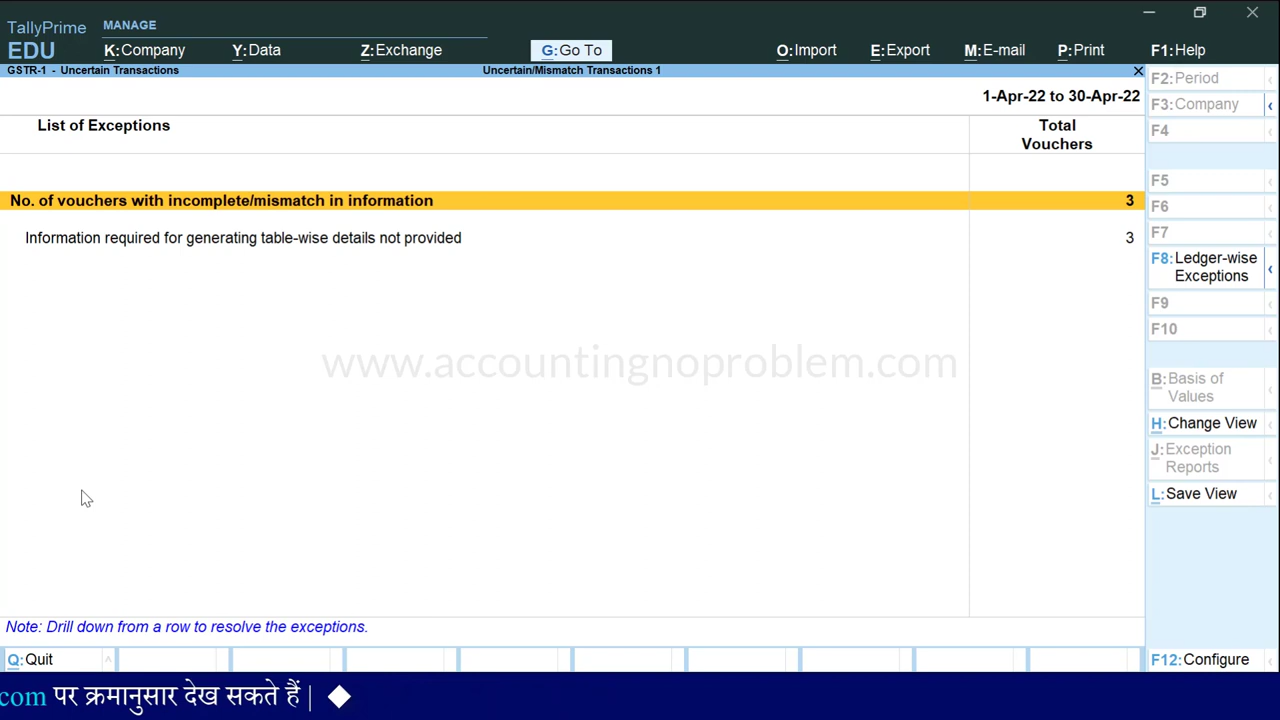 TallyPrime
EDU
MANAGE
K:Company
Y:Data
Z:Exchange
G:Go To
O:Import
E:Export
M:E-mail
P:Print
F1:Help
GSTR-1 - Uncertain Transactions
Uncertain/Mismatch Transactions 1
1-Apr-22 to 30-Apr-22
List of Exceptions
Total
Vouchers
No. of vouchers with incomplete/mismatch in information 3
Information required for generating table-wise details not provided 3
www.accountingnoproblem.com
Note: Drill down from a row to resolve the exceptions.
F2:Period
F3:Company
F4
F5
F6
F7
F8:Ledger-wise
Exceptions
F9
F10
B:Basis of
Values
H:Change View
J:Exception
Reports
L:Save View
Q:Quit
F12:Configure
com पर क्रमानुसार देख सकते हैं |